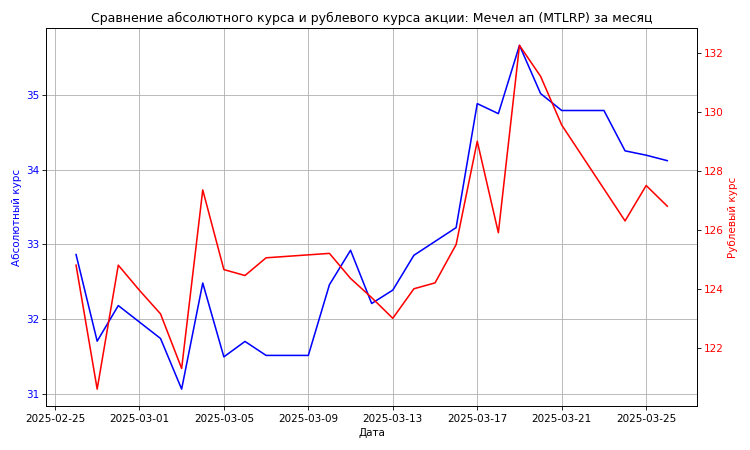 Сравнение абсолютного курса и рублевого курса акции: Мечел ап (MTLRP) за месяц
Абсолютный курс
35
34
33
32
31
132
130
128
126
124
122
Рублевый курс
2025-02-25 2025-03-01 2025-03-05 2025-03-09 2025-03-13 2025-03-17 2025-03-21 2025-03-25
Дата